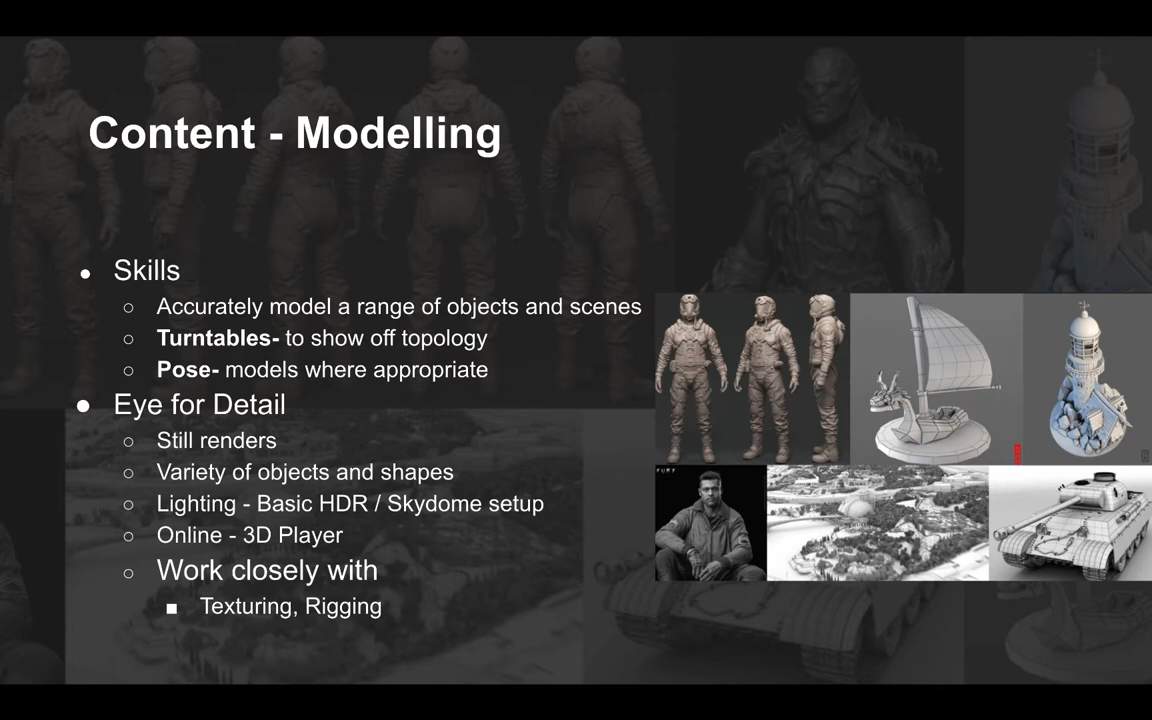 Content - Modelling
● Skills
○ Accurately model a range of objects and scenes
○ Turntables- to show off topology
○ Pose- models where appropriate
● Eye for Detail
○ Still renders
○ Variety of objects and shapes
○ Lighting - Basic HDR / Skydome setup
○ Online - 3D Player
○ Work closely with
■ Texturing, Rigging
FURY